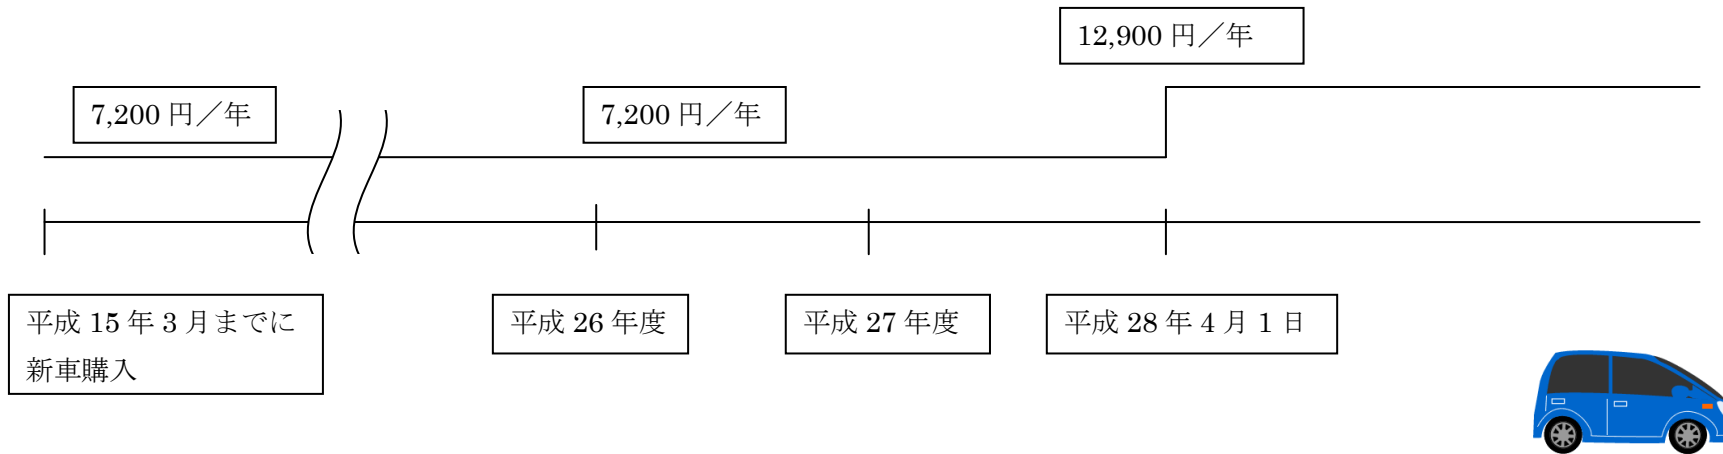 12,900 円／年
7,200 円／年
7,200 円／年
平成 15 年 3 月までに
新車購入
平成 26 年度
平成 27 年度
平成 28 年 4 月 1 日